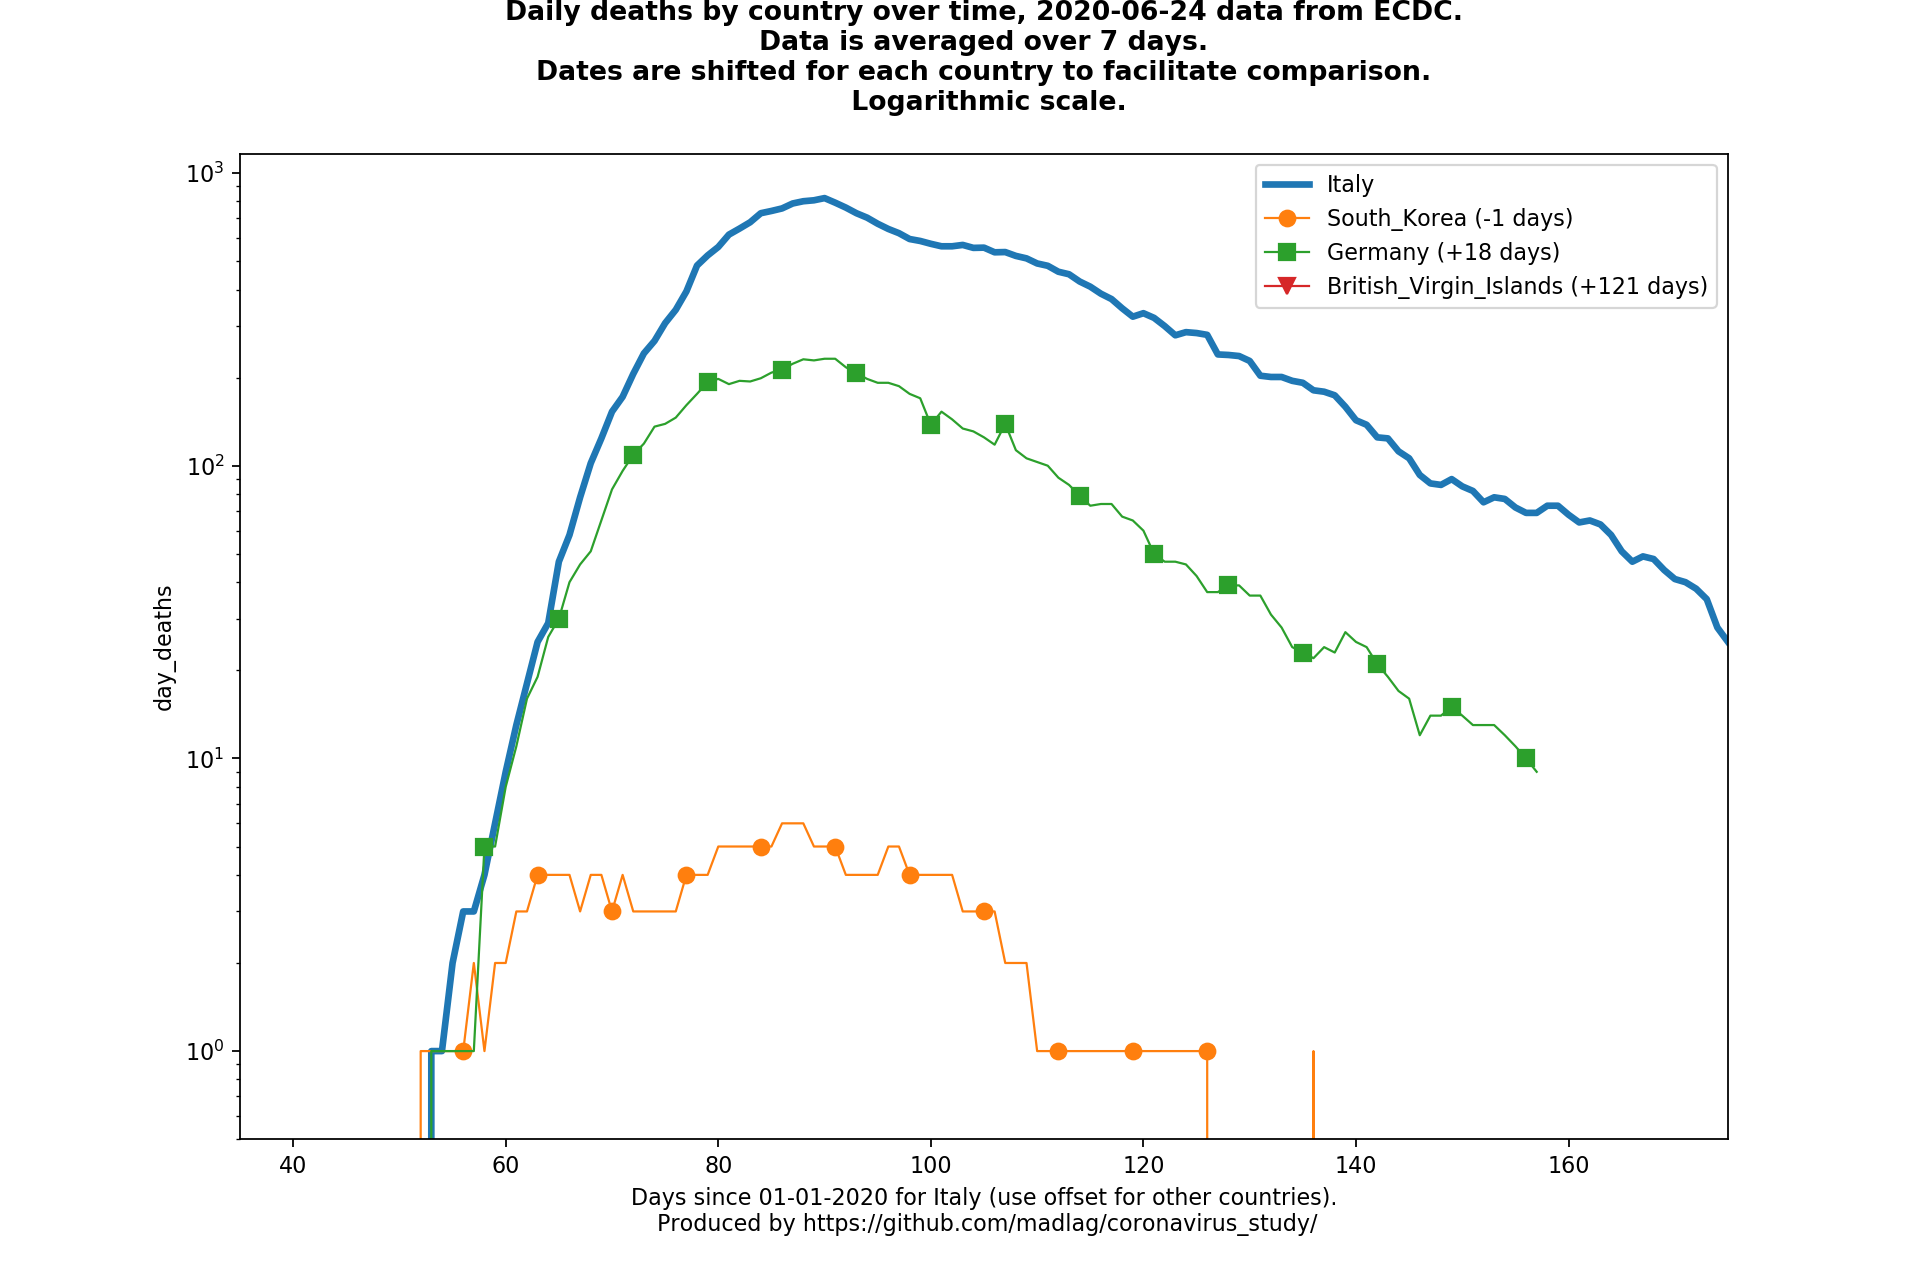 Daily deaths by country over time, 2020-06-24 data from ECDC.
Data is averaged over 7 days.
Dates are shifted for each country to facilitate comparison.
Logarithmic scale.
10³
10²
10¹
10⁰
day_deaths
Italy
South_Korea (-1 days)
Germany (+18 days)
British_Virgin_Islands (+121 days)
40 60 80 100 120 140 160
Days since 01-01-2020 for Italy (use offset for other countries).
Produced by https://github.com/madlag/coronavirus_study/